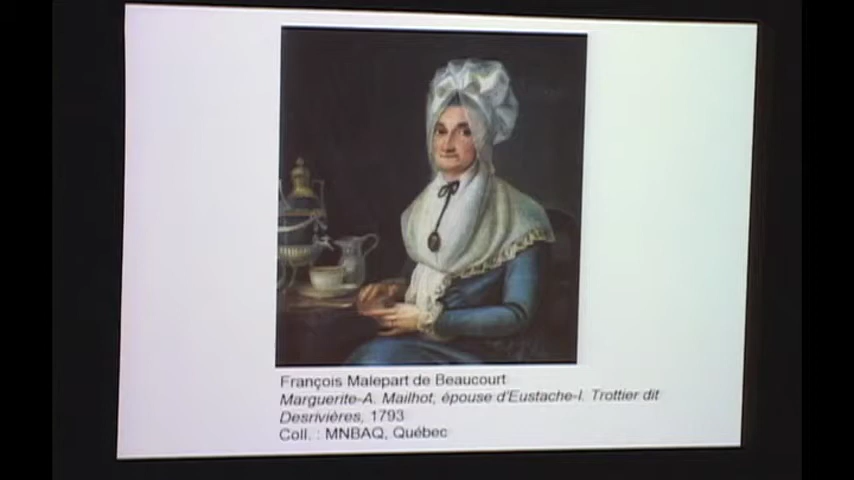 François Malepart de Beaucourt
Marguerite-A. Mailhot, épouse d'Eustache-I. Trottier dit
Desrivières, 1793
Coll. : MNBAQ, Québec